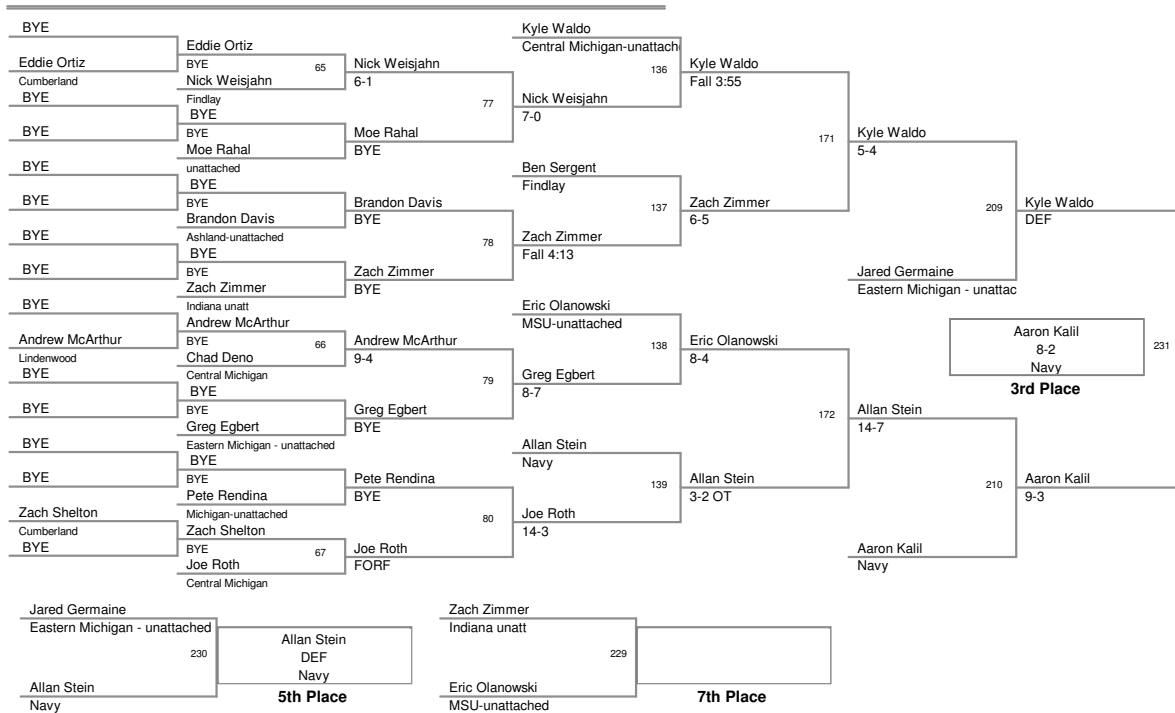 BYE
Eddie Ortiz
Cumberland
BYE
BYE
BYE
BYE
BYE
BYE
BYE
Andrew McArthur
Lindenwood
BYE
BYE
BYE
BYE
Zach Shelton
Cumberland
BYE
Eddie Ortiz
BYE
65
Nick Weisjahn
Findlay
BYE
BYE
Moe Rahal
unattached
BYE
BYE
Brandon Davis
Ashland-unattached
BYE
BYE
Zach Zimmer
Indiana unatt
Andrew McArthur
BYE
66
Chad Deno
Central Michigan
BYE
BYE
Greg Egbert
Eastern Michigan - unattached
BYE
BYE
Pete Rendina
Michigan-unattached
Zach Shelton
BYE
67
Joe Roth
Central Michigan
Nick Weisjahn
6-1
77
Moe Rahal
BYE
Brandon Davis
BYE
78
Zach Zimmer
BYE
Andrew McArthur
9-4
79
Greg Egbert
BYE
Pete Rendina
BYE
80
Joe Roth
FORF
Kyle Waldo
Central Michigan-unattach
136
Nick Weisjahn
7-0
Ben Sergent
Findlay
137
Zach Zimmer
Fall 4:13
Eric Olanowski
MSU-unattached
138
Greg Egbert
8-7
Allan Stein
Navy
139
Joe Roth
14-3
Kyle Waldo
Fall 3:55
171
Zach Zimmer
6-5
Eric Olanowski
8-4
172
Allan Stein
3-2 OT
Kyle Waldo
5-4
209
Jared Germaine
Eastern Michigan - unattac
Allan Stein
14-7
210
Aaron Kalil
Navy
Kyle Waldo
DEF
Aaron Kalil
8-2
Navy
231
3rd Place
Aaron Kalil
9-3
Jared Germaine
Eastern Michigan - unattached
230
Allan Stein
Navy
Allan Stein
DEF
Navy
5th Place
Zach Zimmer
Indiana unatt
229
Eric Olanowski
MSU-unattached
7th Place